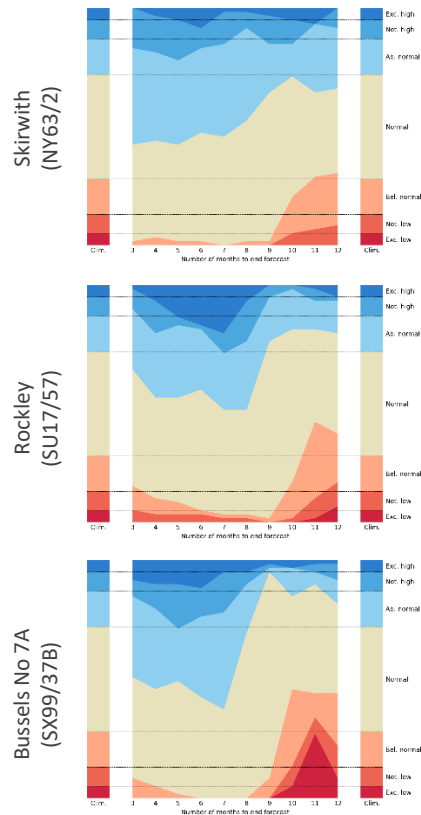 Skirwith
(NY63/2)
Exc. high
Not. high
Ab. normal
Normal
Bel. normal
Not. low
Exc. low
Clim. 3 4 5 6 7 8 9 10 11 12 Clim.
Number of months to end forecast
Rockley
(SU17/57)
Exc. high
Not. high
Ab. normal
Normal
Bel. normal
Not. low
Exc. low
Clim. 3 4 5 6 7 8 9 10 11 12 Clim.
Number of months to end forecast
Bussels No 7A
(SX99/37B)
Exc. high
Not. high
Ab. normal
Normal
Bel. normal
Not. low
Exc. low
Clim. 3 4 5 6 7 8 9 10 11 12 Clim.
Number of months to end forecast